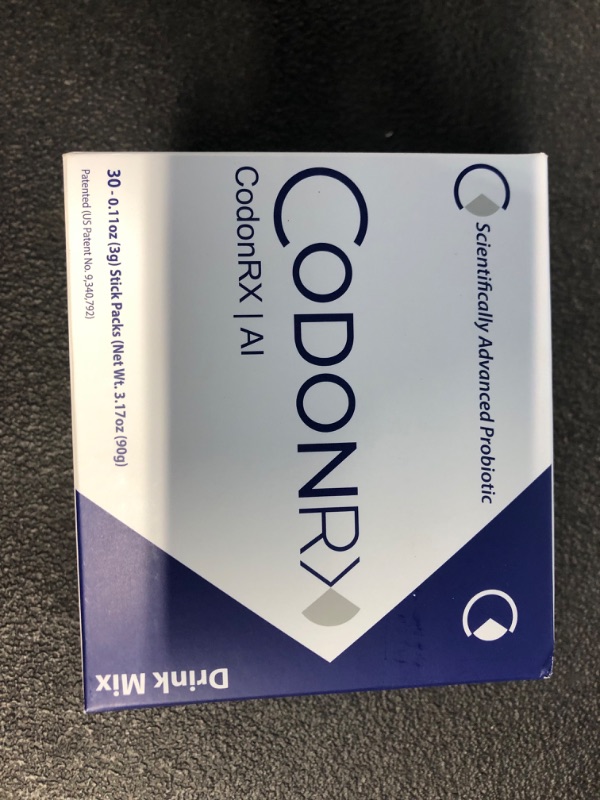 Scientifically Advanced Probiotic
CODONRX
CodonRX | AI
30 - 0.11oz (3g) Stick Packs (Net Wt. 3.17oz (90g)
Patented (US Patent No. 9,340,792)
Drink Mix